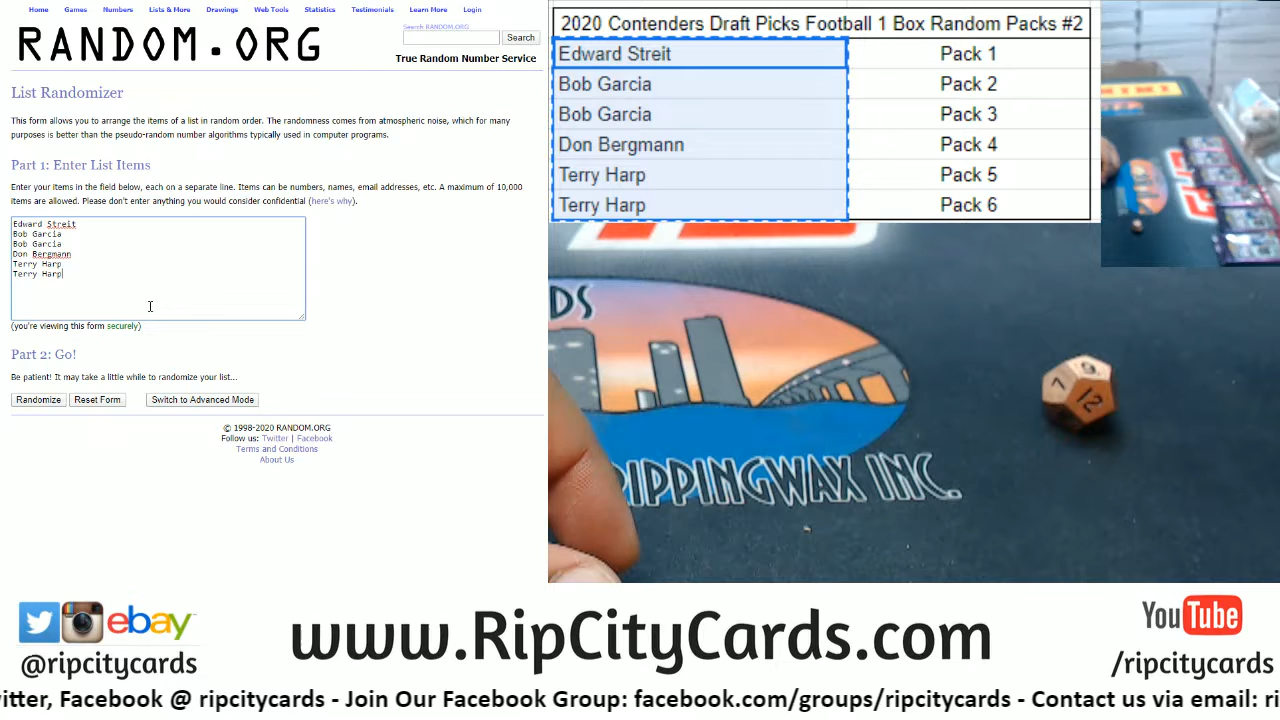 Home Games Numbers Lists & More Drawings Web Tools Statistics Testimonials Learn More Login
RANDOM.ORG
Search RANDOM.ORG
Search
True Random Number Service
List Randomizer
This form allows you to arrange the items of a list in random order. The randomness comes from atmospheric noise, which for many
purposes is better than the pseudo-random number algorithms typically used in computer programs.
Part 1: Enter List Items
Enter your items in the field below, each on a separate line. Items can be numbers, names, email addresses, etc. A maximum of 10,000
items are allowed. Please don't enter anything you would consider confidential (here's why).
Edward Streit
Bob Garcia
Bob Garcia
Don Bergmann
Terry Harp
Terry Harp
(you're viewing this form securely)
Part 2: Go!
Be patient! It may take a little while to randomize your list...
Randomize Reset Form Switch to Advanced Mode
© 1998-2020 RANDOM.ORG
Follow us: Twitter | Facebook
Terms and Conditions
About Us
2020 Contenders Draft Picks Football 1 Box Random Packs #2
Edward Streit Pack 1
Bob Garcia Pack 2
Bob Garcia Pack 3
Don Bergmann Pack 4
Terry Harp Pack 5
Terry Harp Pack 6
DS
RIPPINGWAX INC.
7 9. 12
ebay
@ripcitycards
www.RipCityCards.com
YouTube
/ripcitycards
witter, Facebook @ ripcitycards - Join Our Facebook Group: facebook.com/groups/ripcitycards - Contact us via email: ri